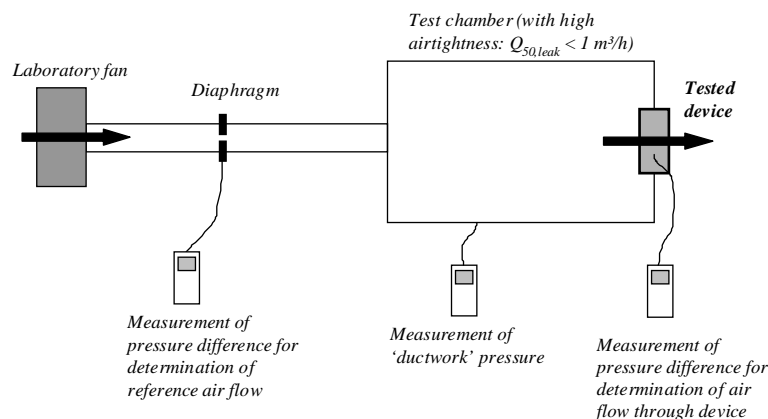 Test chamber (with high
airtightness: Q50,leak < 1 m³/h)
Laboratory fan
Diaphragm
Tested
device
Measurement of
pressure difference for
determination of
reference air flow
Measurement of
‘ductwork’ pressure
Measurement of
pressure difference for
determination of air
flow through device